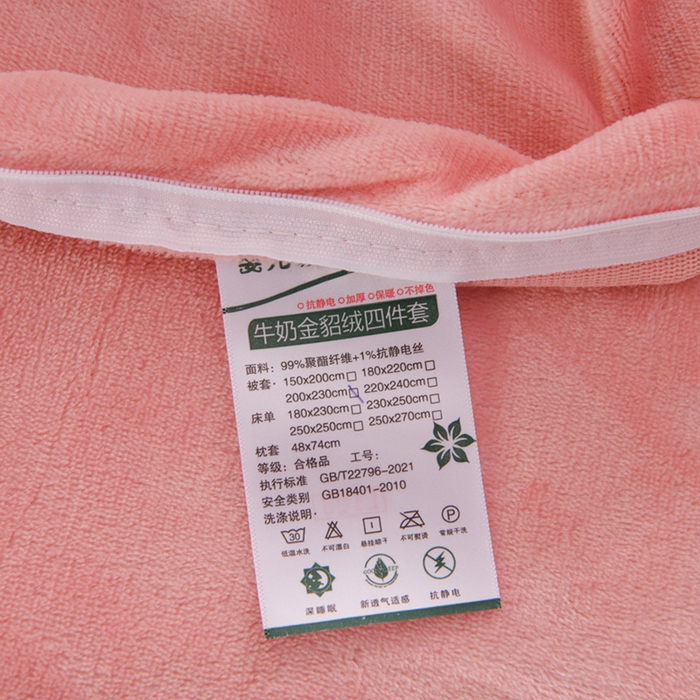 抗静电 加厚 保暖 不掉色
牛奶金貂绒四件套
面料：99%聚酯纤维+1%抗静电丝
被套：150x200cm□ 180x220cm□
200x230cm□ 220x240cm□
床单 180x230cm□ 230x250cm□
250x250cm□ 250x270cm□
枕套 48x74cm
等级：合格品 工号：
执行标准 GB/T22796-2021
安全类别 GB18401-2010
洗涤说明：
30 P
低温水洗 不可漂白 悬挂晾干 不可熨烫 常规干洗
深睡眠 新透气适感 抗静电